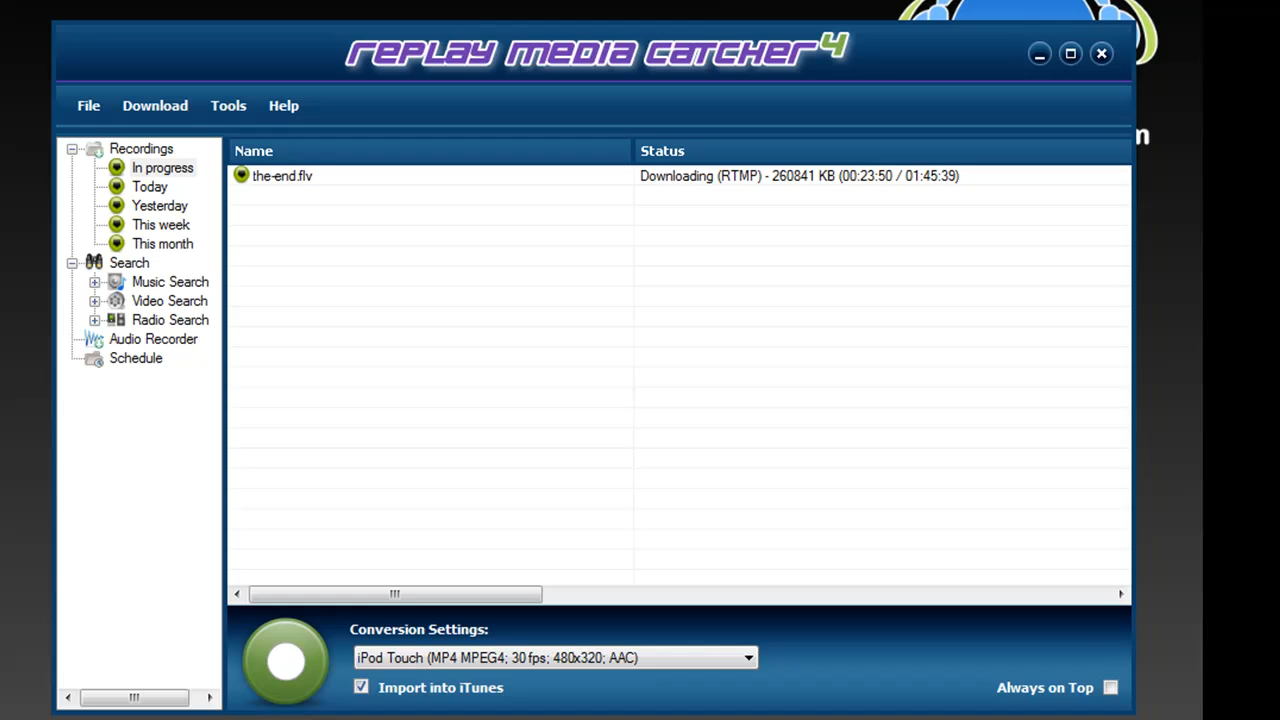 replay media catcher 4
File Download Tools Help
Recordings
In progress
Today
Yesterday
This week
This month
Search
Music Search
Video Search
Radio Search
Audio Recorder
Schedule
Name Status
the-end.flv Downloading (RTMP) - 260841 KB (00:23:50 / 01:45:39)
Conversion Settings:
iPod Touch (MP4 MPEG4; 30 fps; 480x320; AAC)
Import into iTunes
Always on Top